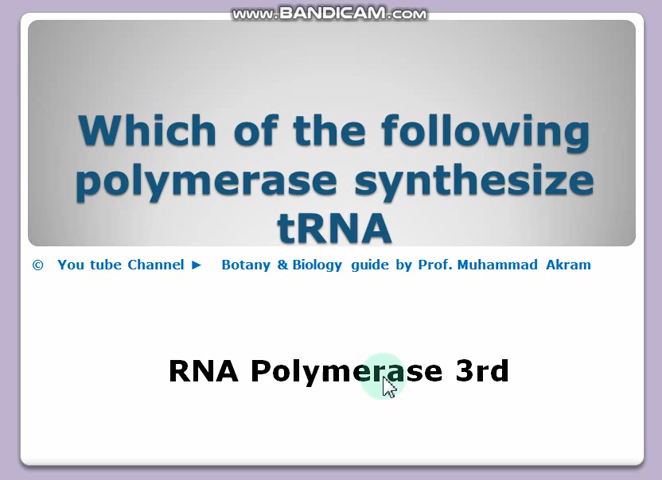 www.BANDICAM.com
Which of the following
polymerase synthesize
tRNA
© You tube Channel ► Botany & Biology guide by Prof. Muhammad Akram
RNA Polymerase 3rd